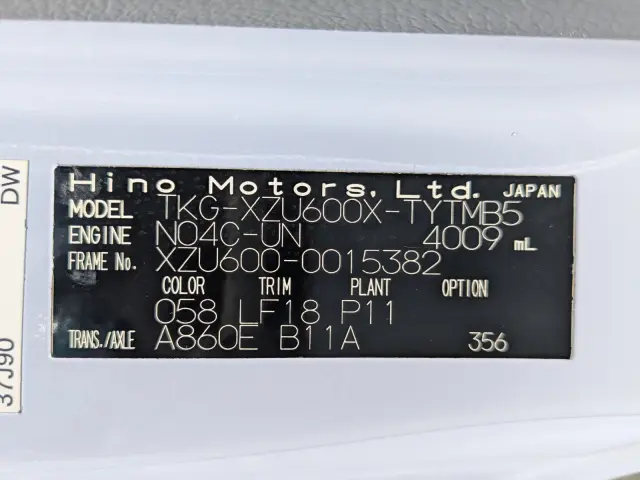 Hino Motors, Ltd. JAPAN
MODEL TKG-XZU600X-TYTMB5
ENGINE N04C-UN 4009 mL
FRAME No. XZU600-0015382
COLOR TRIM PLANT OPTION
058 LF18 P11
TRANS./AXLE A860E B11A 356
37J90 DW